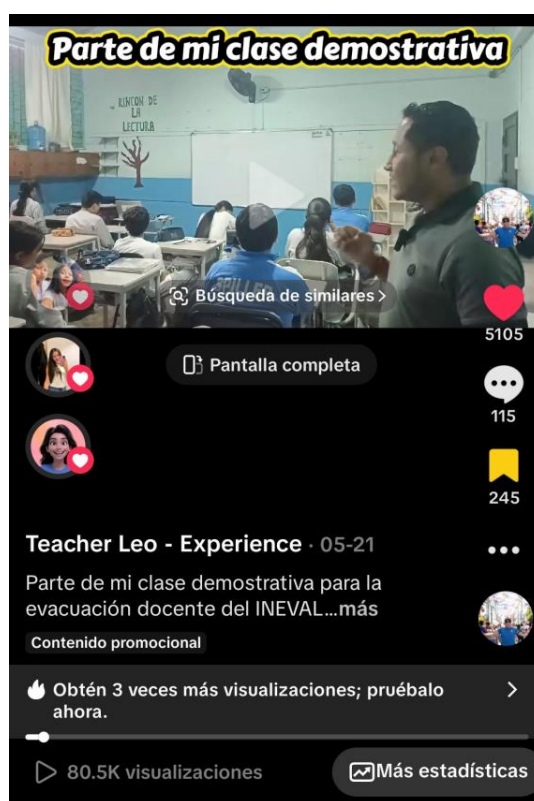 Parte de mi clase demostrativa
RINCON DE
LA
LECTURA
Búsqueda de similares >
Pantalla completa
5105
115
245
Teacher Leo - Experience · 05-21
Parte de mi clase demostrativa para la
evacuación docente del INEVAL...más
Contenido promocional
Obtén 3 veces más visualizaciones; pruébalo
ahora.
80.5K visualizaciones
Más estadísticas